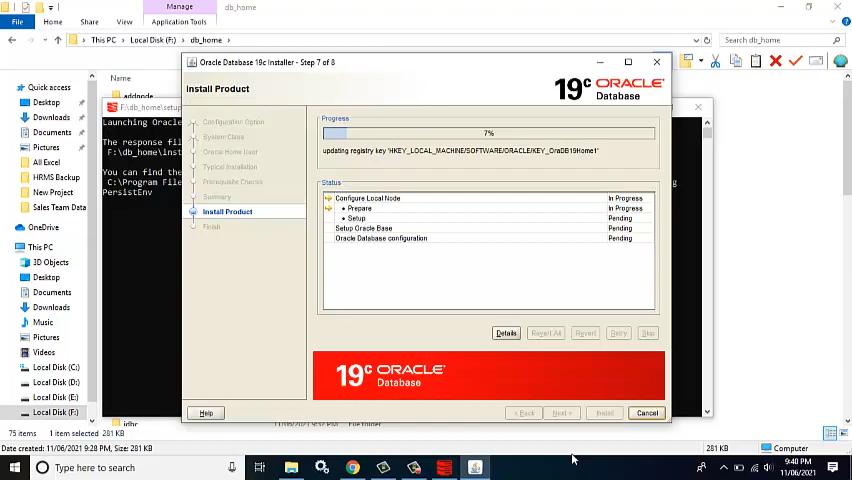 Manage
db_home
File
Home
Share
View
Application Tools
This PC
Local Disk (F:)
db_home
Search db_home
Quick access
Desktop
Downloads
Documents
Pictures
All Excel
HRMS Backup
New Project
Sales Team Data
OneDrive
This PC
3D Objects
Desktop
Documents
Downloads
Music
Pictures
Videos
Local Disk (C:)
Local Disk (D:)
Local Disk (E:)
Local Disk (F:)
Name
addnode
F:\db_home\setup
Launching Oracle
The response fil
F:\db_home\inst
You can find the
C:\Program File
PersistEnv
Oracle Database 19c Installer - Step 7 of 8
Install Product
19c ORACLE
Database
Configuration Option
System Class
Oracle Home User
Typical Installation
Prerequisite Checks
Summary
Install Product
Finish
Progress
7%
updating registry key 'HKEY_LOCAL_MACHINE/SOFTWARE/ORACLE/KEY_OraDB19Home1'
Status
Configure Local Node In Progress
• Prepare In Progress
• Setup Pending
Setup Oracle Base Pending
Oracle Database configuration Pending
Details
Revert All
Revert
Retry
Skip
19c ORACLE
Database
Help
< Back
Next >
Install
Cancel
75 items
1 item selected 281 KB
Date created: 11/06/2021 9:28 PM, Size: 281 KB
281 KB
Computer
Type here to search
9:40 PM
11/06/2021